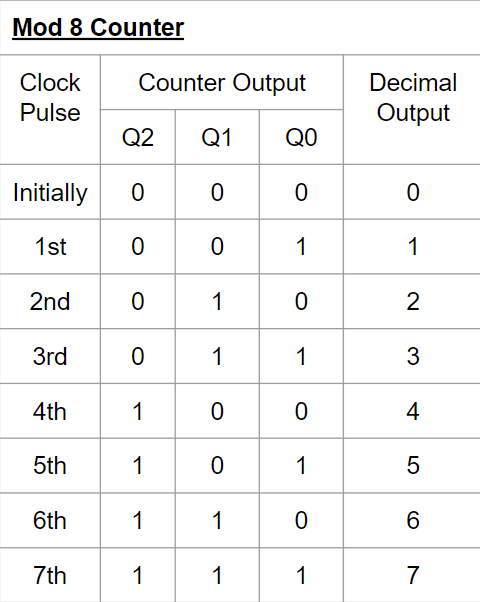 Mod 8 Counter
Clock Pulse Counter Output Decimal Output
Q2 Q1 Q0
Initially 0 0 0 0
1st 0 0 1 1
2nd 0 1 0 2
3rd 0 1 1 3
4th 1 0 0 4
5th 1 0 1 5
6th 1 1 0 6
7th 1 1 1 7